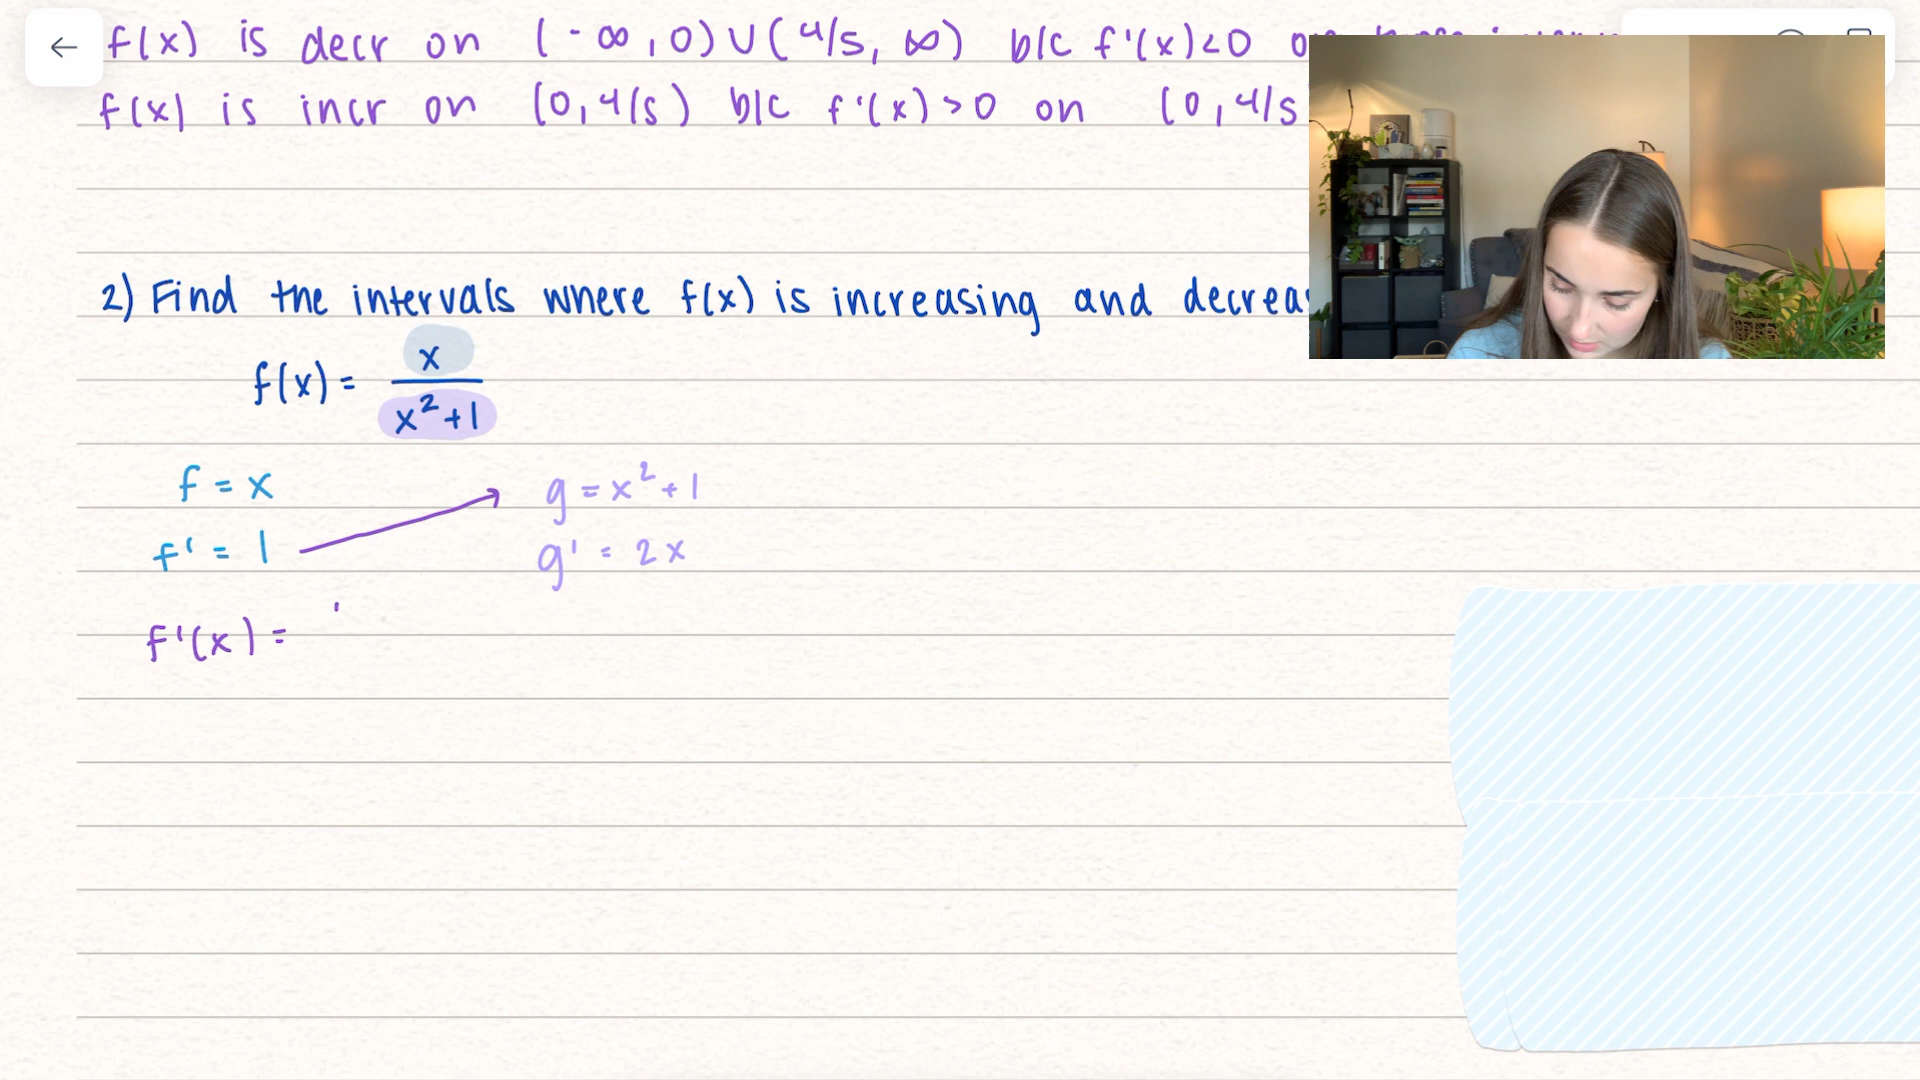 f(x) is decr on (-∞,0)∪(4/5, ∞) b/c f'(x)<0
f(x) is incr on (0,4/5) b/c f'(x)>0 on (0,4/5
2) Find the intervals where f(x) is increasing and decreas
f(x) = x
x²+1
f = x
g = x²+1
f' = 1
g' = 2x
f'(x) =